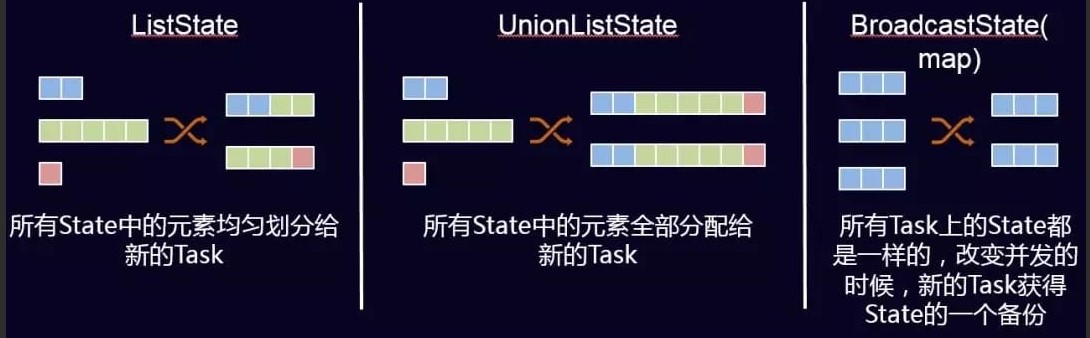 ListState
所有State中的元素均匀划分给
新的Task
UnionListState
所有State中的元素全部分配给
新的Task
BroadcastState(
map)
所有Task上的State都
是一样的，改变并发的
时候，新的Task获得
State的一个备份